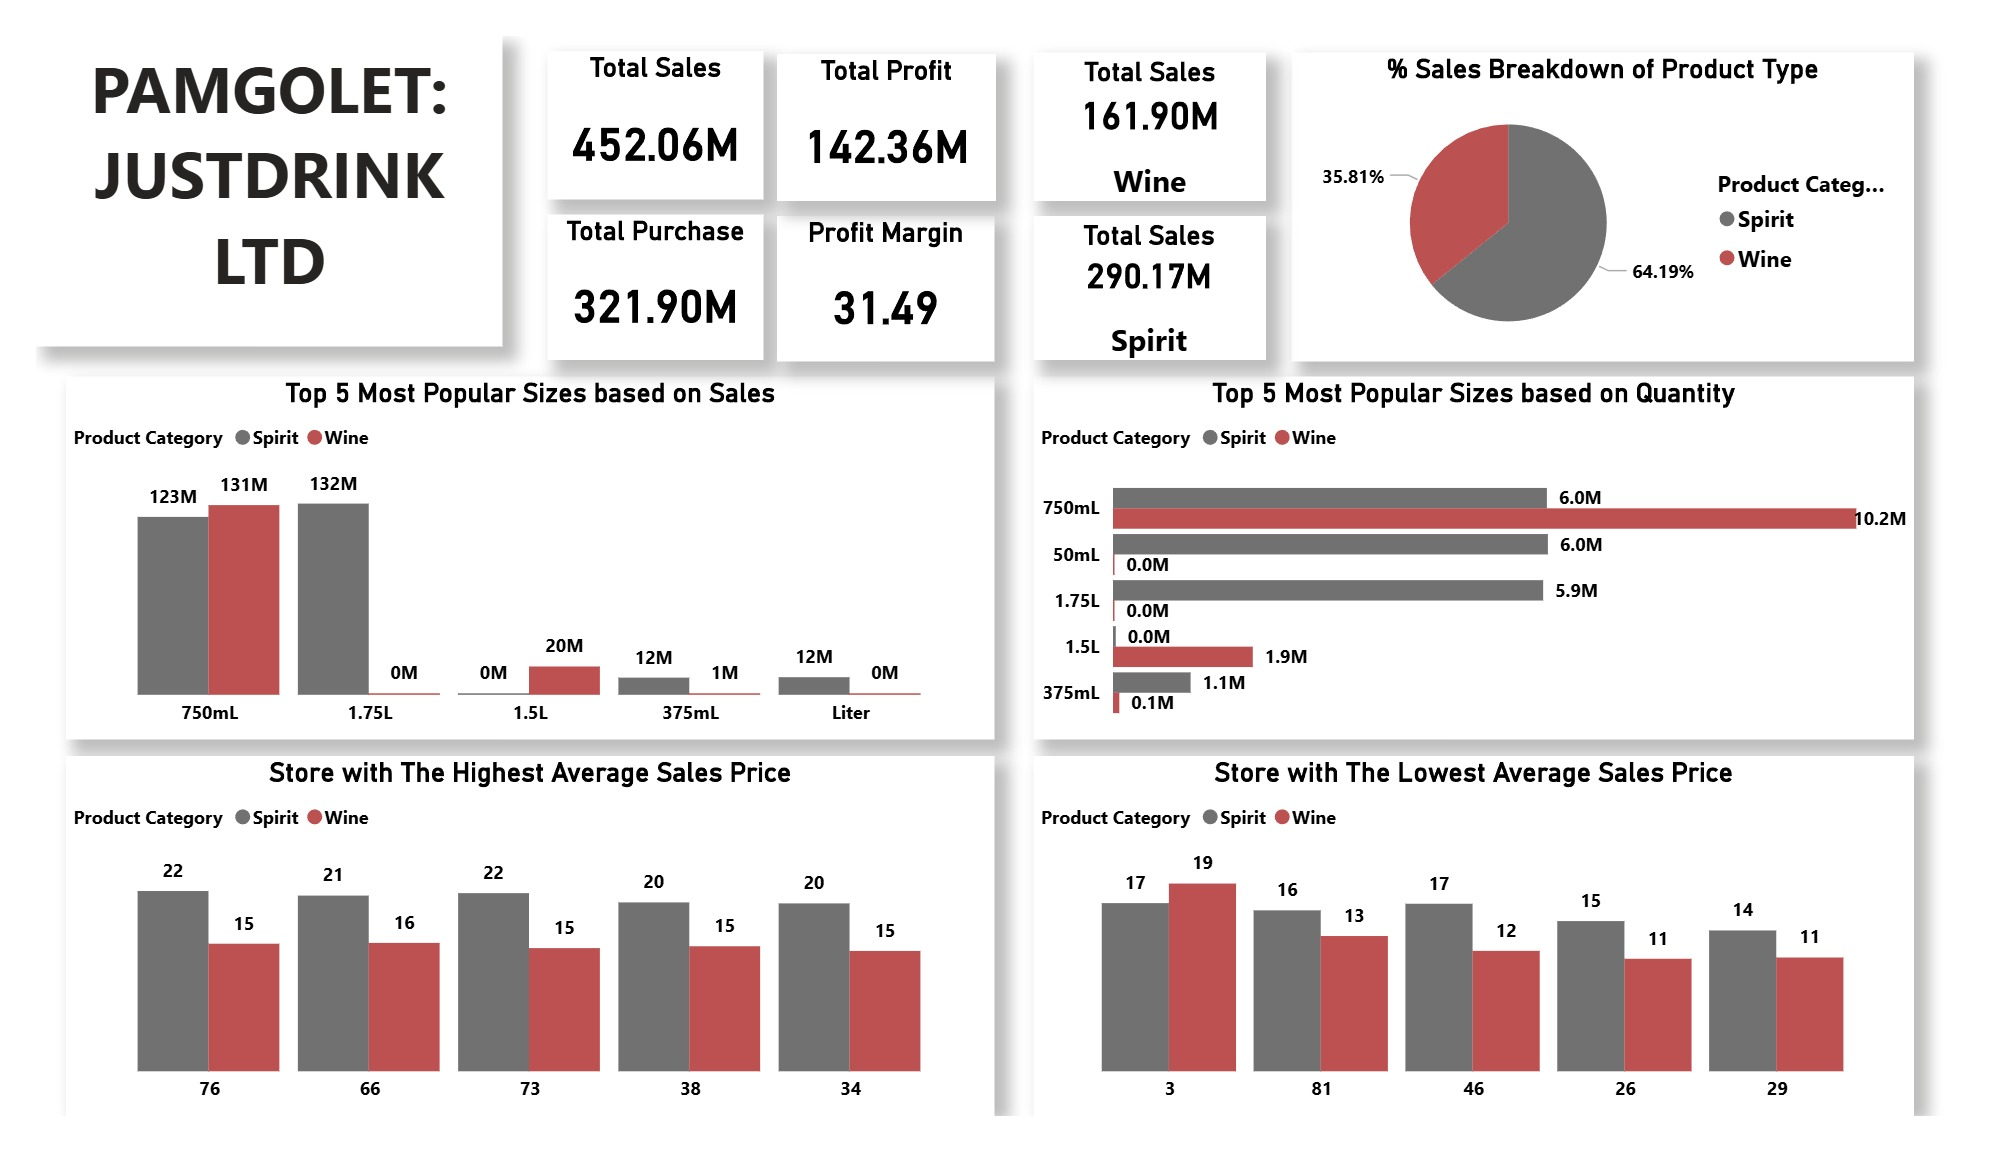 PAMGOLET:
JUSTDRINK
LTD
Total Sales
452.06M
Total Profit
142.36M
Total Purchase
321.90M
Profit Margin
31.49
Total Sales
161.90M
Wine
Total Sales
290.17M
Spirit
% Sales Breakdown of Product Type
35.81%
64.19%
Product Categ...
Spirit
Wine
Top 5 Most Popular Sizes based on Sales
Product Category Spirit Wine
123M 131M 132M
0M 0M 20M 12M 1M 12M 0M
750mL 1.75L 1.5L 375mL Liter
Top 5 Most Popular Sizes based on Quantity
Product Category Spirit Wine
750mL 6.0M
10.2M
50mL 6.0M
0.0M
1.75L 5.9M
0.0M
1.5L 0.0M
1.9M
375mL 1.1M
0.1M
Store with The Highest Average Sales Price
Product Category Spirit Wine
22 15 21 16 22 15 20 15 20 15
76 66 73 38 34
Store with The Lowest Average Sales Price
Product Category Spirit Wine
17 19 16 13 17 12 15 11 14 11
3 81 46 26 29